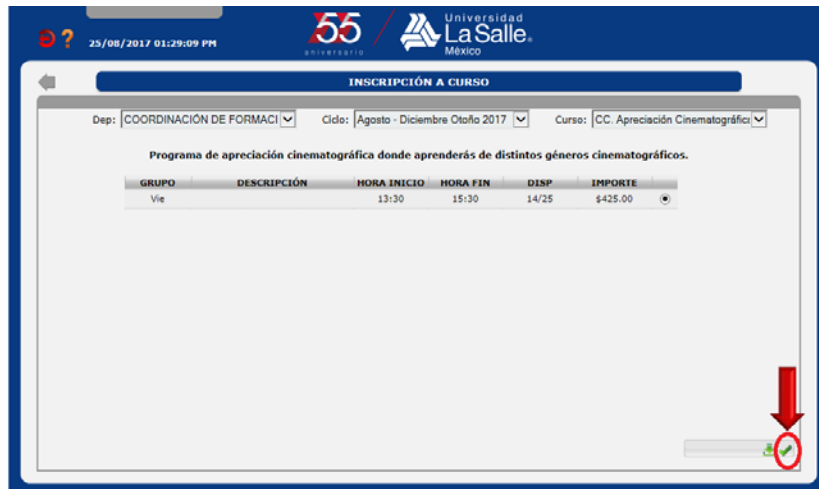 ? 25/08/2017 01:29:09 PM
55
aniversario
Universidad
La Salle®
México
INSCRIPCIÓN A CURSO
Dep: COORDINACIÓN DE FORMACI Ciclo: Agosto - Diciembre Otoño 2017 Curso: CC. Apreciación Cinematográfic
Programa de apreciación cinematográfica donde aprenderás de distintos géneros cinematográficos.
GRUPO DESCRIPCIÓN HORA INICIO HORA FIN DISP IMPORTE
Vie 13:30 15:30 14/25 $425.00